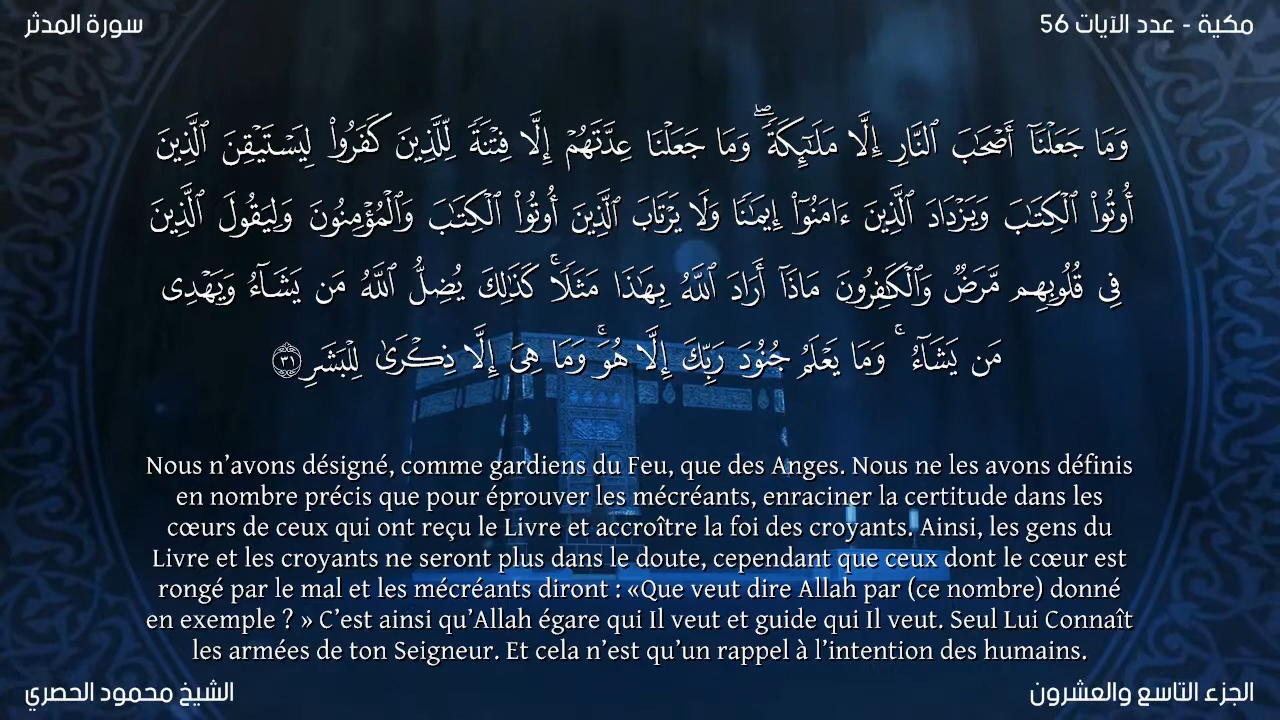 مكية - عدد الآيات 56
سورة المدثر
وَمَا جَعَلْنَآ أَصْحَٰبَ ٱلنَّارِ إِلَّا مَلَٰٓئِكَةً ۖ وَمَا جَعَلْنَا عِدَّتَهُمْ إِلَّا فِتْنَةً لِّلَّذِينَ كَفَرُوا۟ لِيَسْتَيْقِنَ ٱلَّذِينَ
أُوتُوا۟ ٱلْكِتَٰبَ وَيَزْدَادَ ٱلَّذِينَ ءَامَنُوٓا۟ إِيمَٰنًا وَلَا يَرْتَابَ ٱلَّذِينَ أُوتُوا۟ ٱلْكِتَٰبَ وَٱلْمُؤْمِنُونَ وَلِيَقُولَ ٱلَّذِينَ
فِى قُلُوبِهِم مَّرَضٌ وَٱلْكَٰفِرُونَ مَاذَآ أَرَادَ ٱللَّهُ بِهَٰذَا مَثَلًا ۚ كَذَٰلِكَ يُضِلُّ ٱللَّهُ مَن يَشَآءُ وَيَهْدِى
مَن يَشَآءُ ۚ وَمَا يَعْلَمُ جُنُودَ رَبِّكَ إِلَّا هُوَ ۚ وَمَا هِىَ إِلَّا ذِكْرَىٰ لِلْبَشَرِ ٣١
Nous n’avons désigné, comme gardiens du Feu, que des Anges. Nous ne les avons définis
en nombre précis que pour éprouver les mécréants, enraciner la certitude dans les
cœurs de ceux qui ont reçu le Livre et accroître la foi des croyants. Ainsi, les gens du
Livre et les croyants ne seront plus dans le doute, cependant que ceux dont le cœur est
rongé par le mal et les mécréants diront : «Que veut dire Allah par (ce nombre) donné
en exemple ? » C’est ainsi qu’Allah égare qui Il veut et guide qui Il veut. Seul Lui Connaît
les armées de ton Seigneur. Et cela n’est qu’un rappel à l’intention des humains.
الجزء التاسع والعشرون
الشيخ محمود الحصري